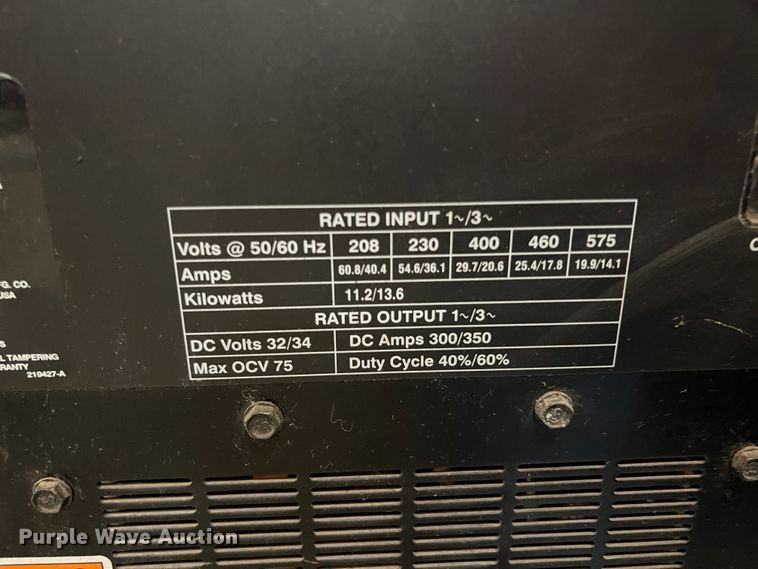 RATED INPUT 1~/3~
Volts @ 50/60 Hz 208 230 400 460 575
Amps 60.8/40.4 54.6/36.1 29.7/20.6 25.4/17.8 19.9/14.1
Kilowatts 11.2/13.6
RATED OUTPUT 1~/3~
DC Volts 32/34 DC Amps 300/350
Max OCV 75 Duty Cycle 40%/60%
CO.
USA
TAMPERING
219427-A
Purple Wave Auction